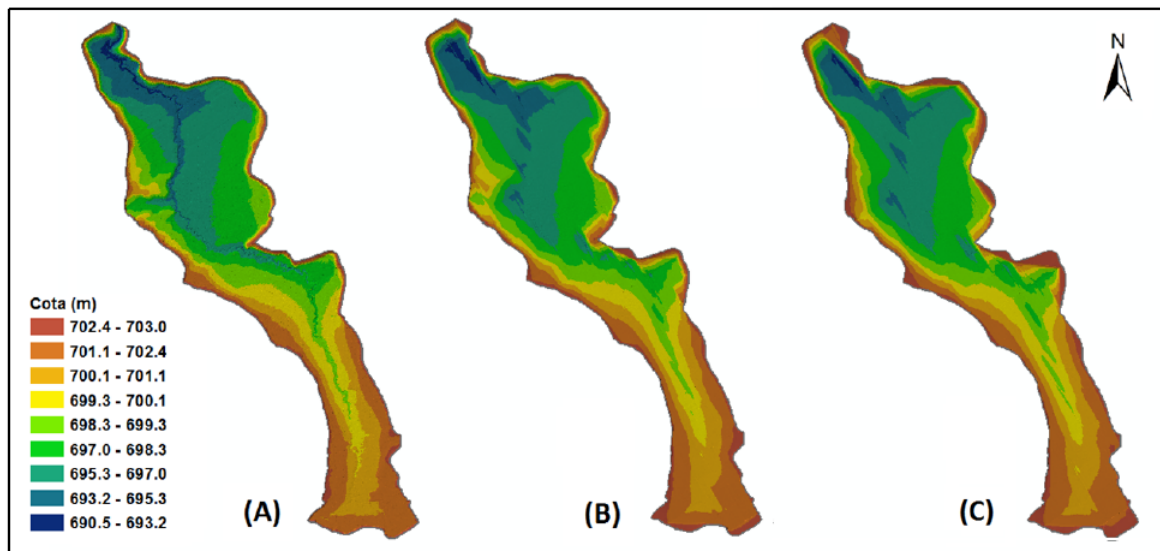 N
Cota (m)
702.4 - 703.0
701.1 - 702.4
700.1 - 701.1
699.3 - 700.1
698.3 - 699.3
697.0 - 698.3
695.3 - 697.0
693.2 - 695.3
690.5 - 693.2
(A)
(B)
(C)